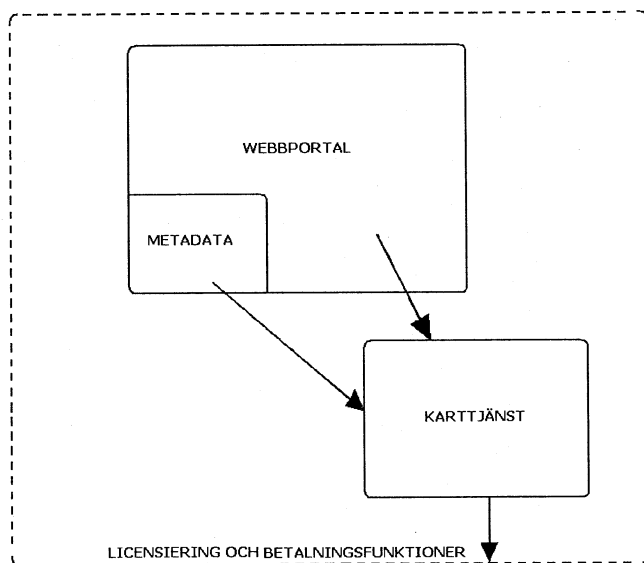 WEBBPORTAL
METADATA
KARTTJÄNST
LICENSIERING OCH BETALNINGSFUNKTIONER